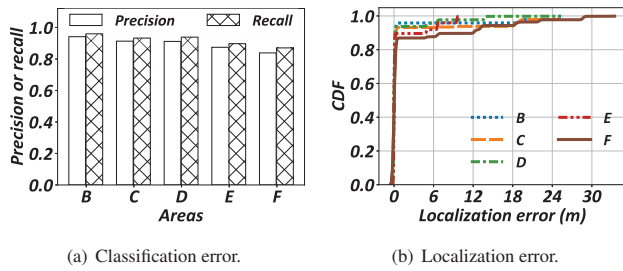 Precision
Recall
1.0
0.8
0.6
0.4
0.2
0.0
Precision or recall
B C D E F
Areas
(a) Classification error.
1.0
0.8
0.6
0.4
0.2
0.0
CDF
B
C
D
E
F
0 6 12 18 24 30
Localization error (m)
(b) Localization error.